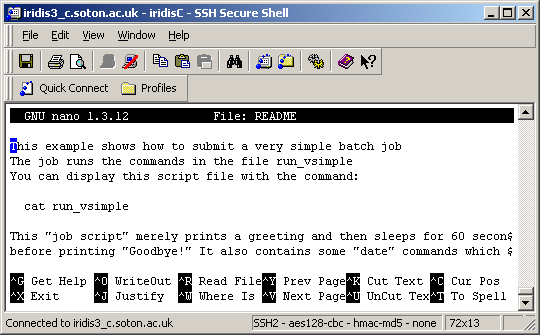 iridis3_c.soton.ac.uk - iridisC - SSH Secure Shell
File Edit View Window Help
Quick Connect Profiles
GNU nano 1.3.12 File: README
This example shows how to submit a very simple batch job
The job runs the commands in the file run_vsimple
You can display this script file with the command:
cat run_vsimple
This "job script" merely prints a greeting and then sleeps for 60 secon$
before printing "Goodbye!" It also contains some "date" commands which $
^G Get Help ^O WriteOut ^R Read File^Y Prev Page^K Cut Text ^C Cur Pos
^X Exit ^J Justify ^W Where Is ^V Next Page^U UnCut Tex^T To Spell
Connected to iridis3_c.soton.ac.uk SSH2 - aes128-cbc - hmac-md5 - none 72x13